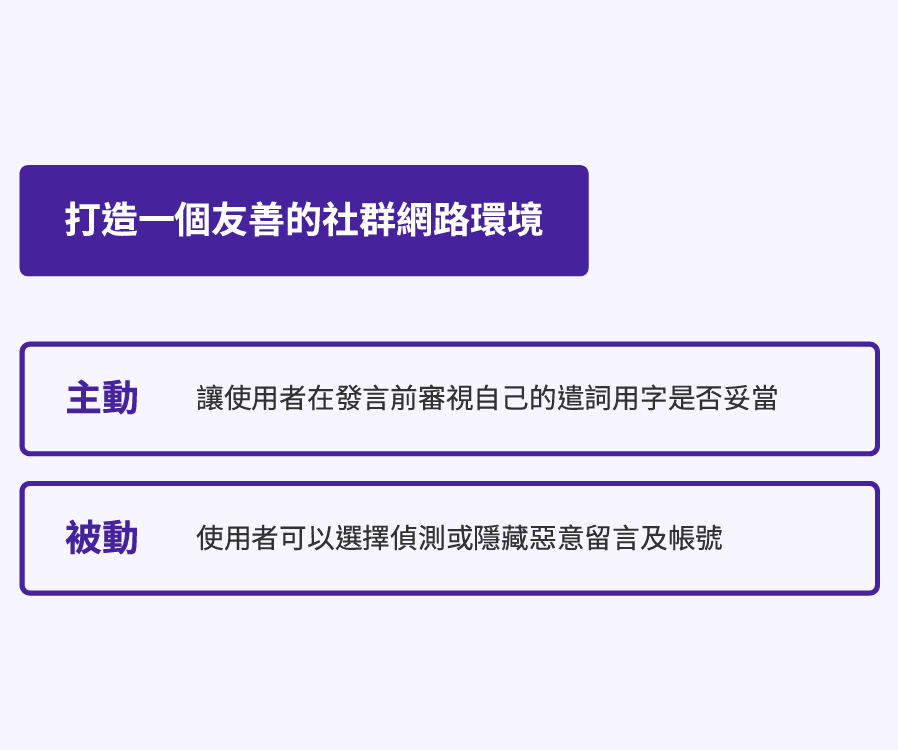 打造一個友善的社群網路環境
主動 讓使用者在發言前審視自己的遣詞用字是否妥當
被動 使用者可以選擇偵測或隱藏惡意留言及帳號